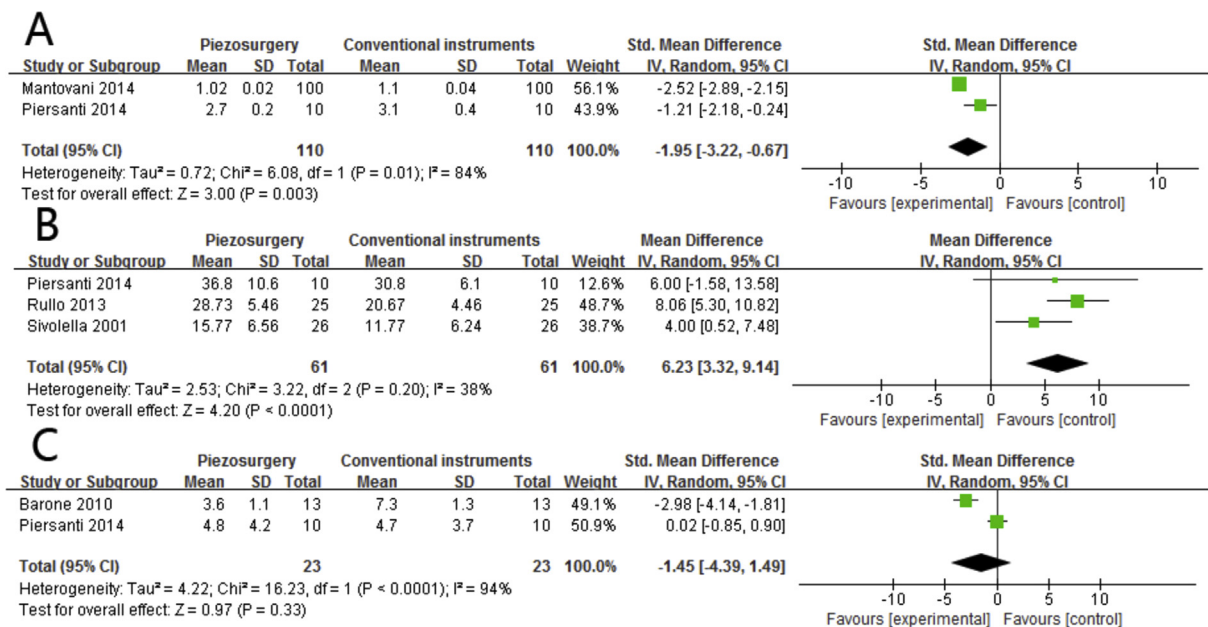 A
Piezosurgery Conventional instruments Std. Mean Difference Std. Mean Difference
Study or Subgroup Mean SD Total Mean SD Total Weight IV, Random, 95% CI IV, Random, 95% CI
Mantovani 2014 1.02 0.02 100 1.1 0.04 100 56.1% -2.52 [-2.89, -2.15]
Piersanti 2014 2.7 0.2 10 3.1 0.4 10 43.9% -1.21 [-2.18, -0.24]
Total (95% CI) 110 110 100.0% -1.95 [-3.22, -0.67]
Heterogeneity: Tau² = 0.72; Chi² = 6.08, df = 1 (P = 0.01); I² = 84%
Test for overall effect: Z = 3.00 (P = 0.003)
-10 -5 0 5 10
Favours [experimental] Favours [control]
B
Piezosurgery Conventional instruments Mean Difference Mean Difference
Study or Subgroup Mean SD Total Mean SD Total Weight IV, Random, 95% CI IV, Random, 95% CI
Piersanti 2014 36.8 10.6 10 30.8 6.1 10 12.6% 6.00 [-1.58, 13.58]
Rullo 2013 28.73 5.46 25 20.67 4.46 25 48.7% 8.06 [5.30, 10.82]
Sivolella 2001 15.77 6.56 26 11.77 6.24 26 38.7% 4.00 [0.52, 7.48]
Total (95% CI) 61 61 100.0% 6.23 [3.32, 9.14]
Heterogeneity: Tau² = 2.53; Chi² = 3.22, df = 2 (P = 0.20); I² = 38%
Test for overall effect: Z = 4.20 (P < 0.0001)
-10 -5 0 5 10
Favours [experimental] Favours [control]
C
Piezosurgery Conventional instruments Std. Mean Difference Std. Mean Difference
Study or Subgroup Mean SD Total Mean SD Total Weight IV, Random, 95% CI IV, Random, 95% CI
Barone 2010 3.6 1.1 13 7.3 1.3 13 49.1% -2.98 [-4.14, -1.81]
Piersanti 2014 4.8 4.2 10 4.7 3.7 10 50.9% 0.02 [-0.85, 0.90]
Total (95% CI) 23 23 100.0% -1.45 [-4.39, 1.49]
Heterogeneity: Tau² = 4.22; Chi² = 16.23, df = 1 (P < 0.0001); I² = 94%
Test for overall effect: Z = 0.97 (P = 0.33)
-10 -5 0 5 10
Favours [experimental] Favours [control]